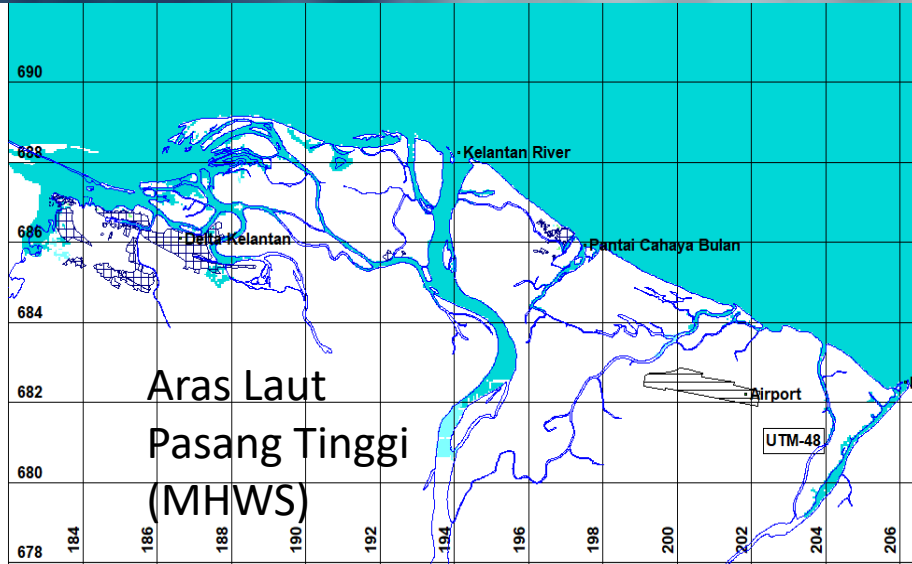 690
688
Kelantan River
686
Delta Kelantan
Pantai Cahaya Bulan
684
682
Airport
Aras Laut
Pasang Tinggi
(MHWS)
UTM-48
680
678
184
186
188
190
192
194
196
198
200
202
204
206